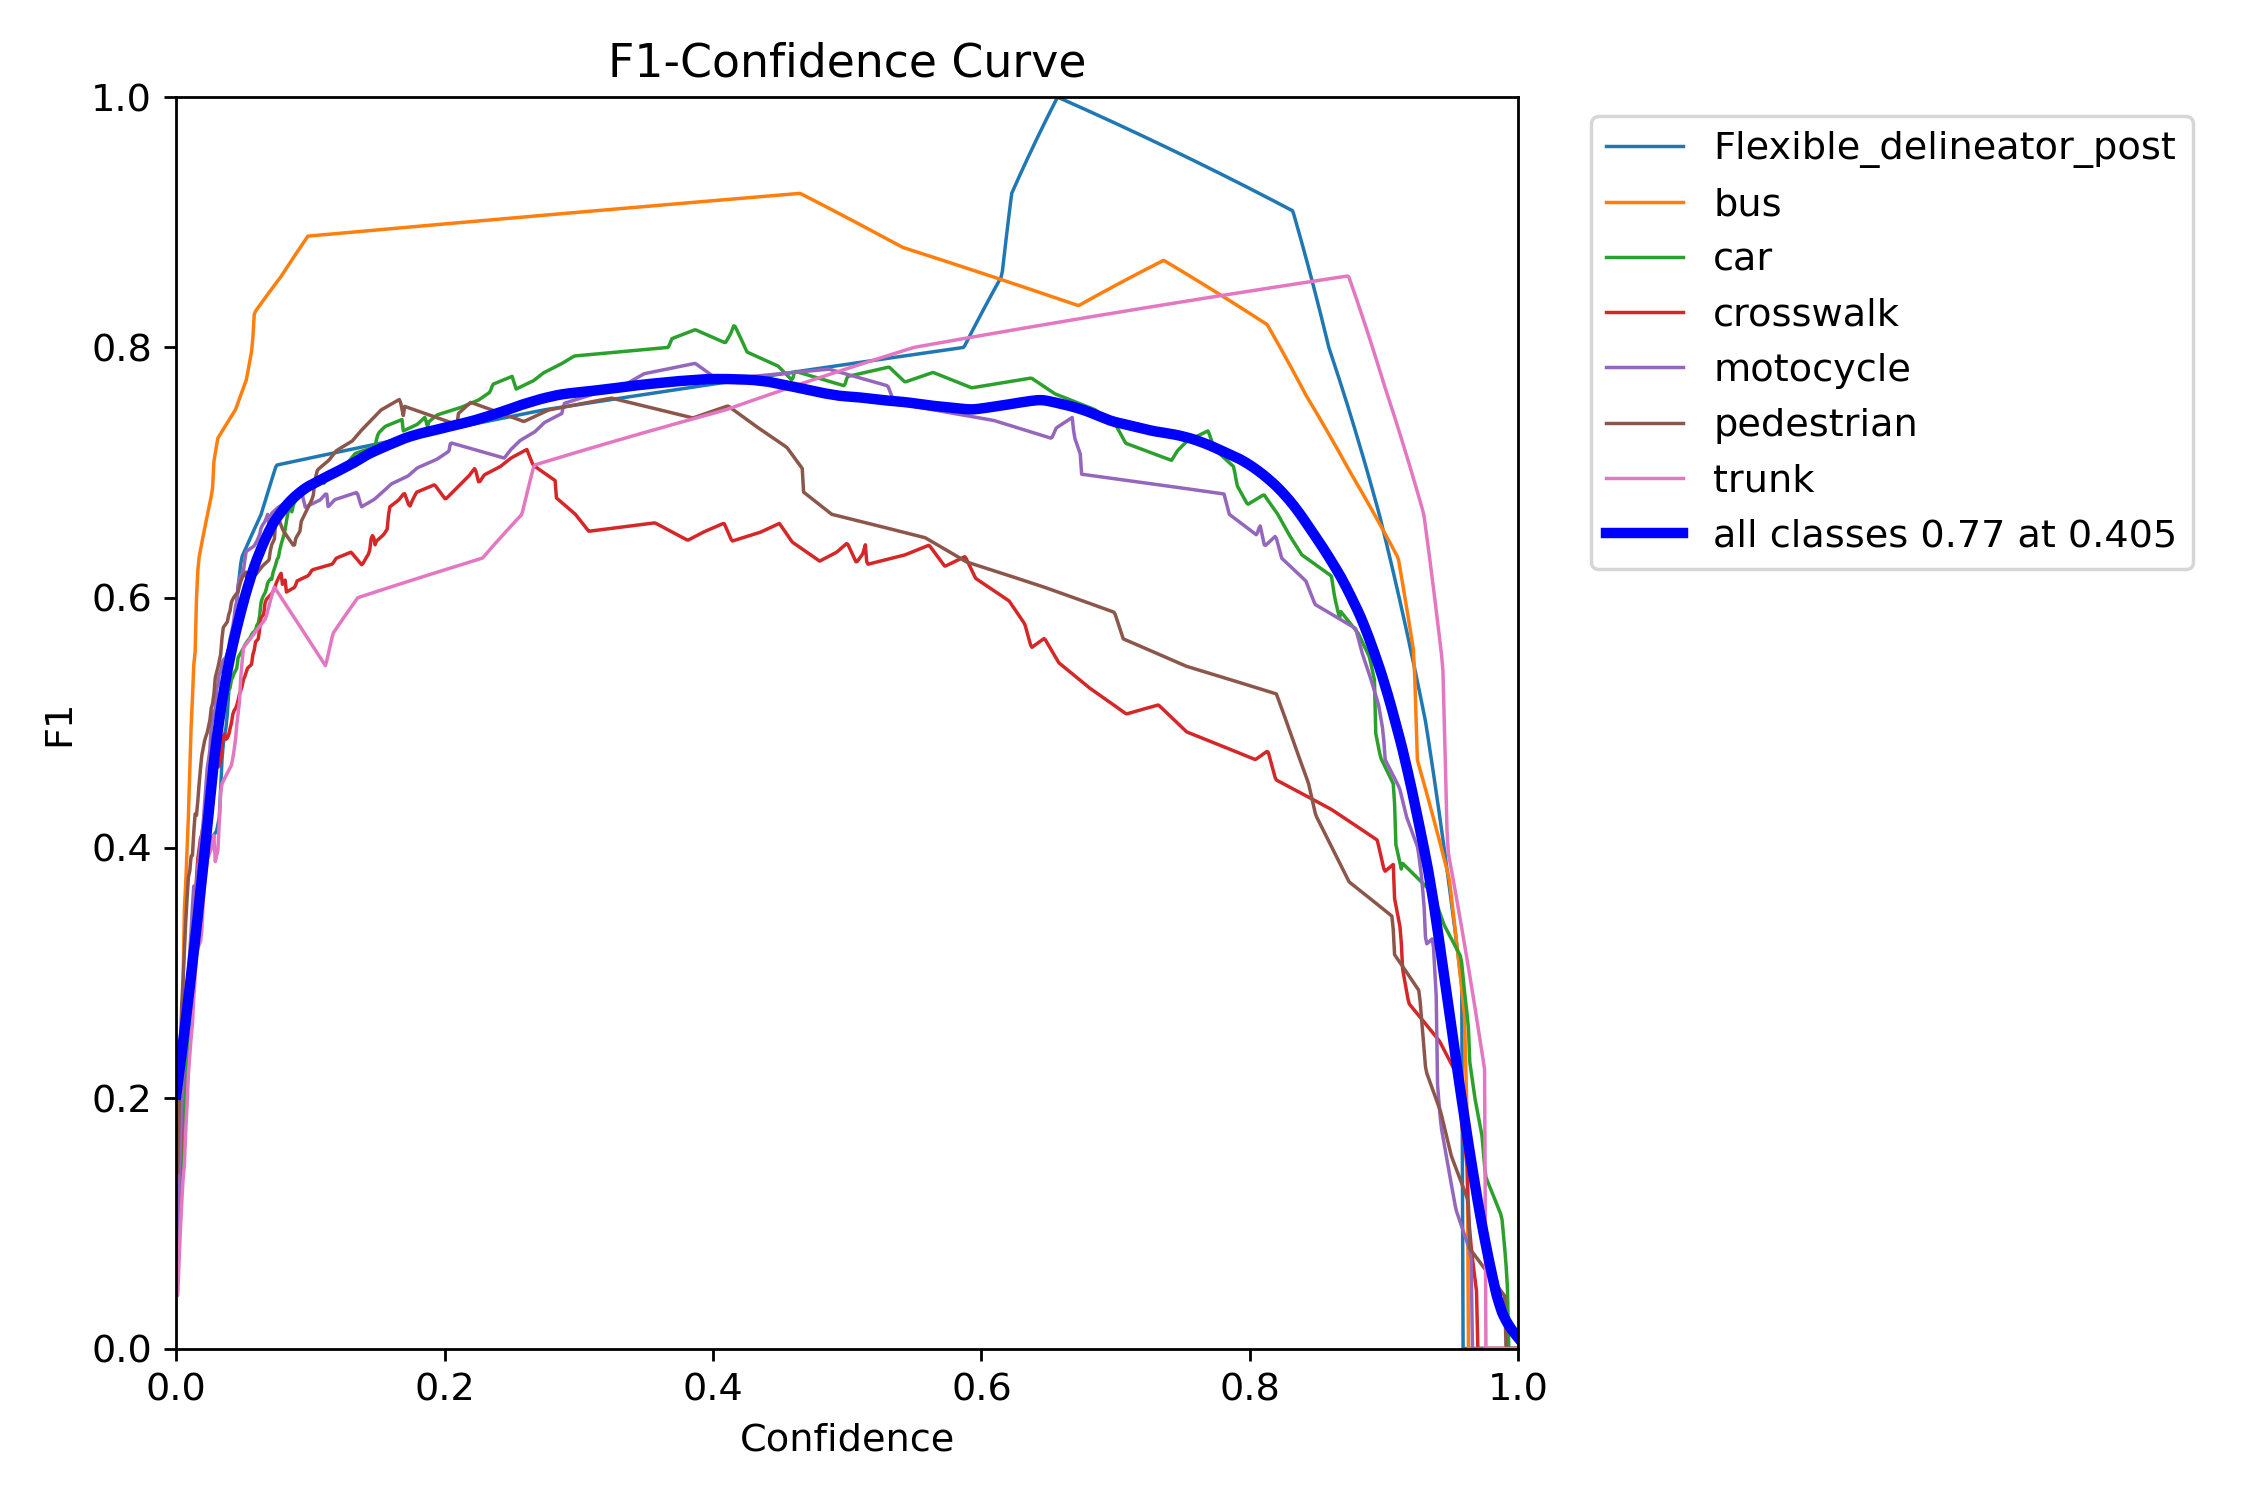 F1-Confidence Curve
1.0
0.8
0.6
0.4
0.2
0.0
F1
0.0 0.2 0.4 0.6 0.8 1.0
Confidence
Flexible_delineator_post
bus
car
crosswalk
motocycle
pedestrian
trunk
all classes 0.77 at 0.405